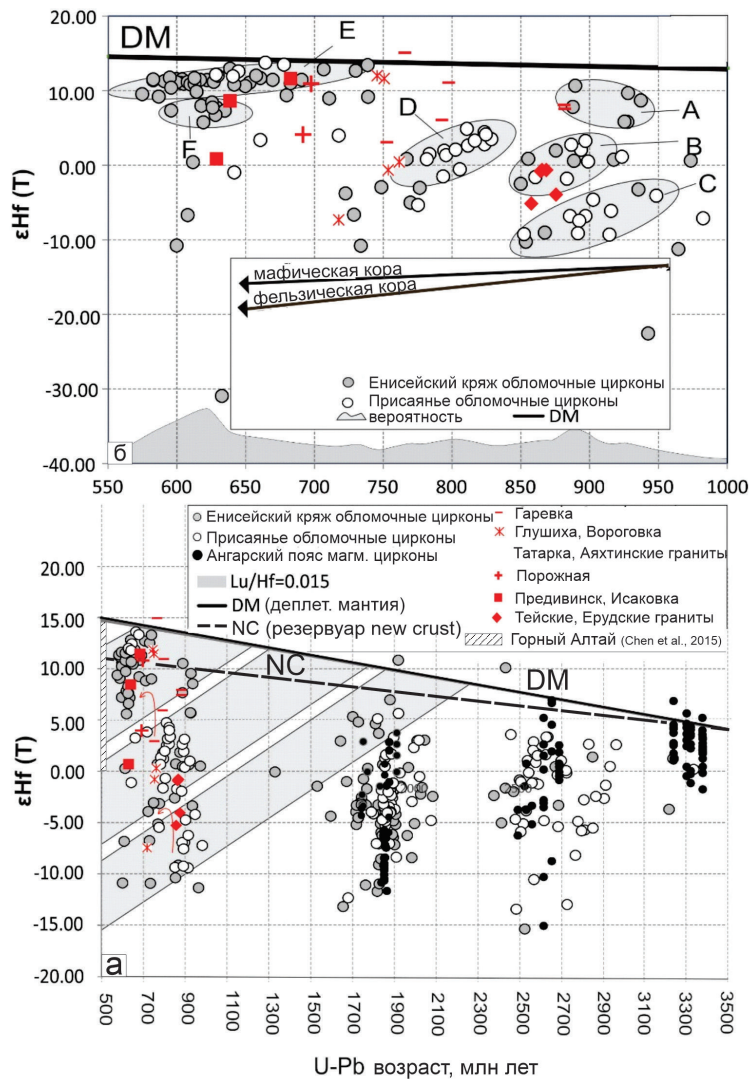 20.00
DM
E
10.00
D
A
F
B
0.00
C
εHf (T)
-10.00
мафическая кора
фельзическая кора
-20.00
Енисейский кряж обломочные цирконы
-30.00
Присаянье обломочные цирконы
вероятность
DM
б
-40.00
550 600 650 700 750 800 850 900 950 1000
Енисейский кряж обломочные цирконы
Присаянье обломочные цирконы
Ангарский пояс магм. цирконы
Lu/Hf=0.015
DM (деплет. мантия)
NC (резервуар new crust)
Гаревка
Глушиха, Вороговка
Татарка, Аяхтинские граниты
Порожная
Предивинск, Исаковка
Тейские, Ерудские граниты
Горный Алтай (Chen et al., 2015)
20.00
15.00
NC
DM
10.00
5.00
0.00
εHf (T)
-5.00
-10.00
-15.00
а
-20.00
500 700 900 1100 1300 1500 1700 1900 2100 2300 2500 2700 2900 3100 3300 3500
U-Pb возраст, млн лет